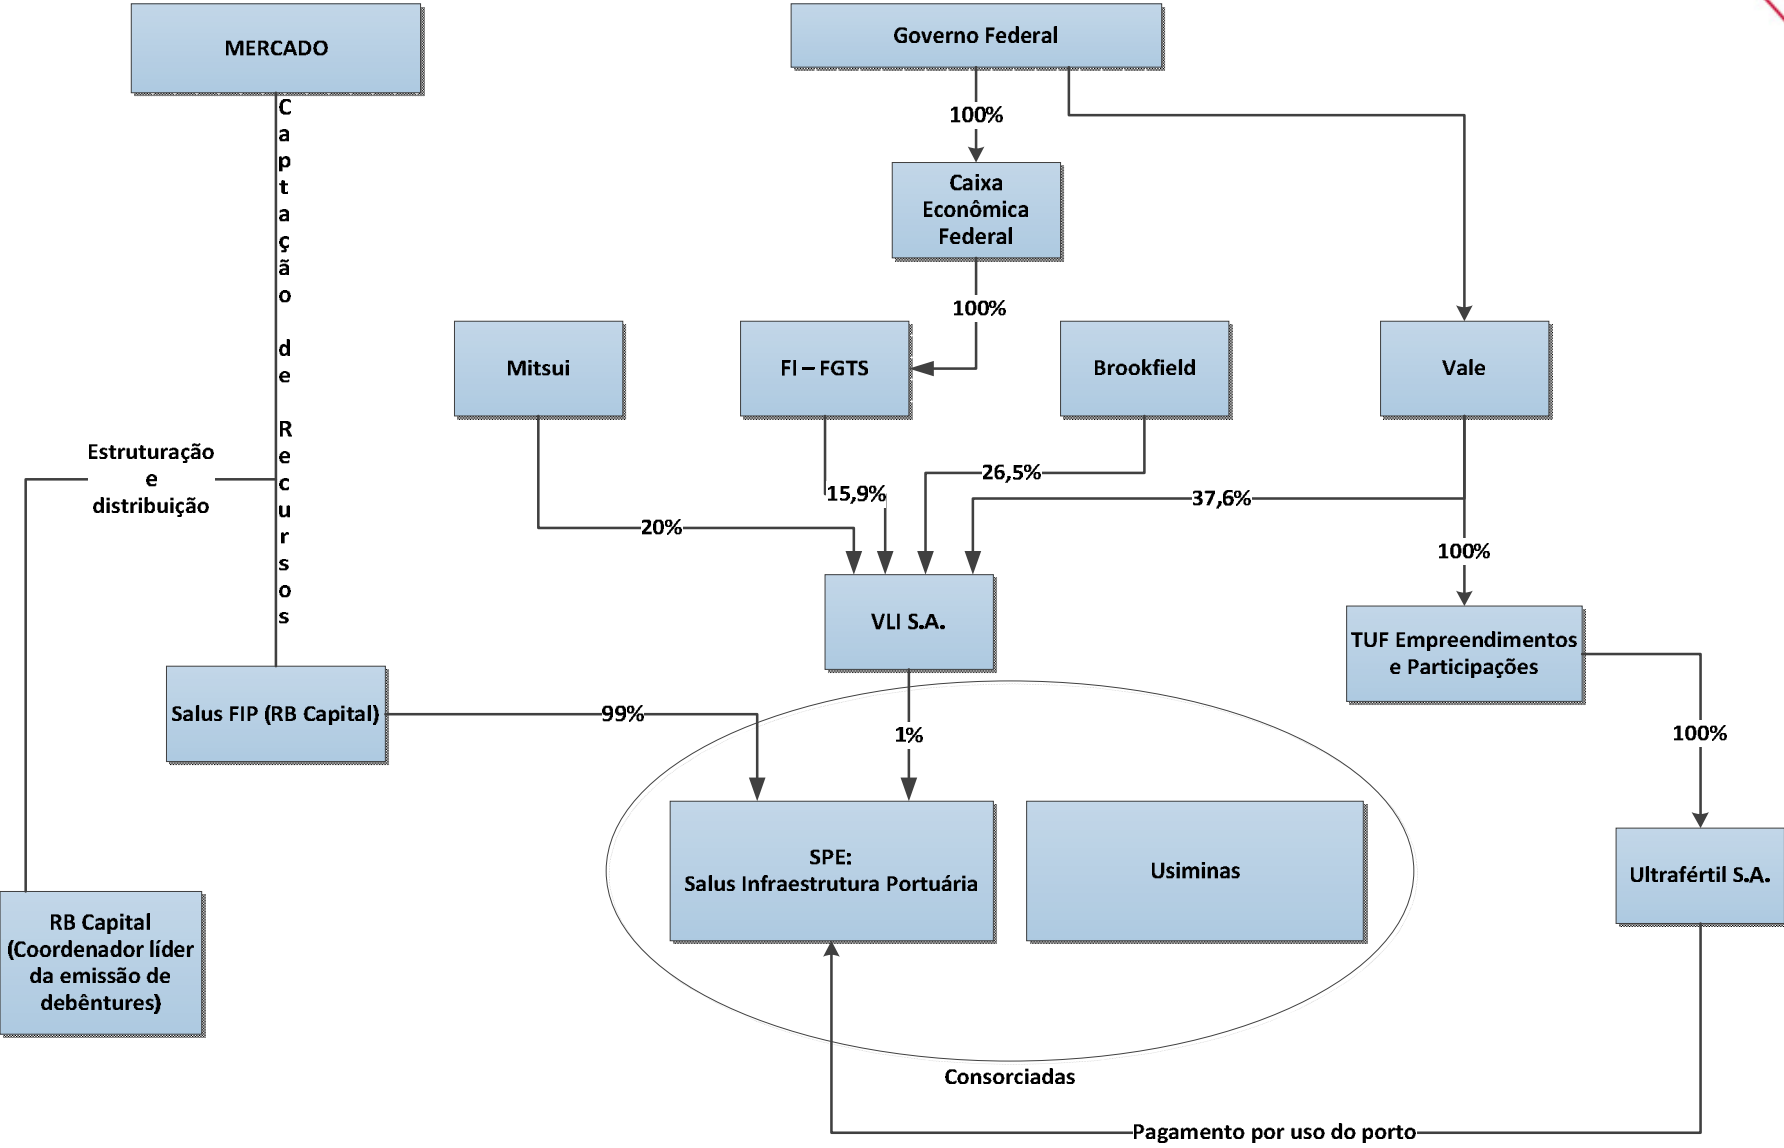 MERCADO
Governo Federal
Captação de Recursos
100%
Caixa
Econômica
Federal
100%
Mitsui
FI – FGTS
Brookfield
Vale
Estruturação
e
distribuição
26,5%
15,9%
37,6%
20%
100%
VLI S.A.
TUF Empreendimentos
e Participações
Salus FIP (RB Capital)
99%
1%
100%
SPE:
Salus Infraestrutura Portuária
Usiminas
Ultrafértil S.A.
RB Capital
(Coordenador líder
da emissão de
debêntures)
Consorciadas
Pagamento por uso do porto